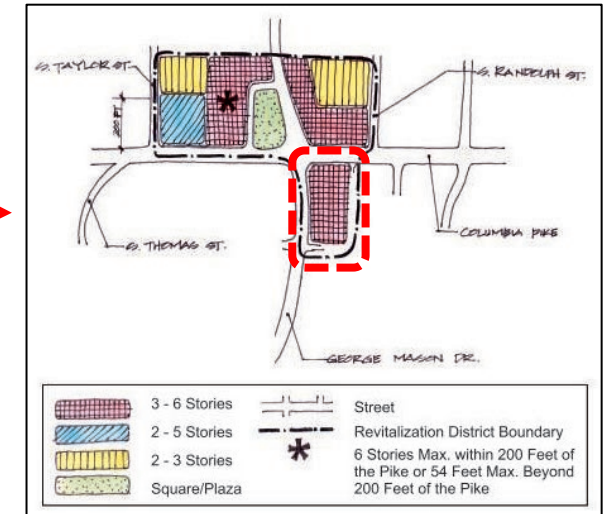 S. TAYLOR ST.
S. RANDOLPH ST.
200 FT
*
COLUMBIA PIKE
S. THOMAS ST.
GEORGE MASON DR.
3 - 6 Stories
2 - 5 Stories
2 - 3 Stories
Square/Plaza
Street
Revitalization District Boundary
* 6 Stories Max. within 200 Feet of
the Pike or 54 Feet Max. Beyond
200 Feet of the Pike